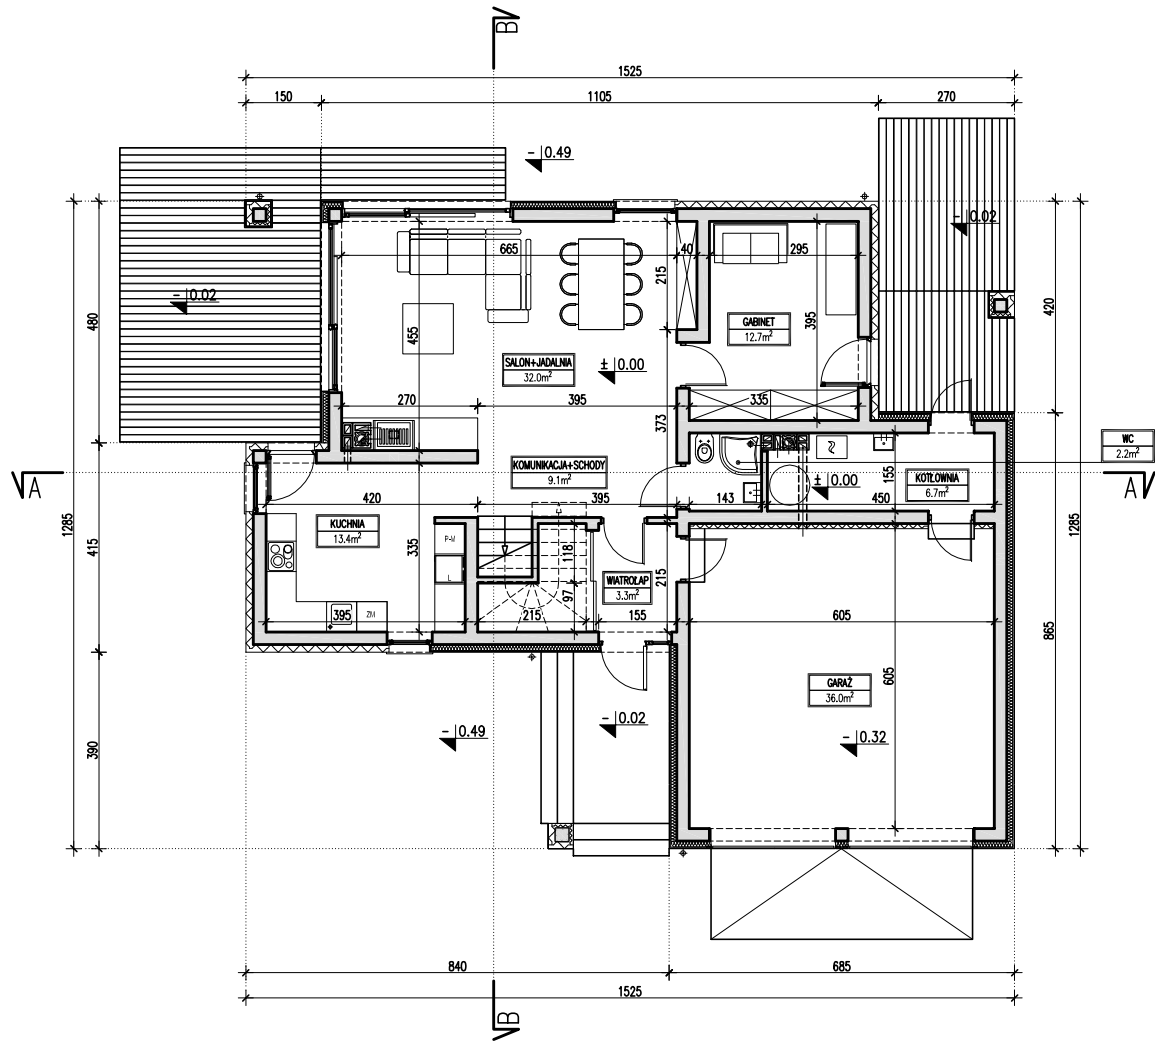 B
1525
150 1105 270
- 0.49
- 0.02
- 0.02
665
40
295
215
480
420
455
395
GABINET
12.7m²
SALON+JADALNIA
32.0m²
± 0.00
270 395 335
373
WC
2.2m²
KOMUNIKACJA+SCHODY
9.1m²
155
± 0.00
KOTŁOWNIA
6.7m²
A
A
420 395 143 450
1285
415
KUCHNIA
13.4m²
335
P-M
L
118
97
215
WIATROŁAP
3.3m²
1285
865
395
ZM
215 155 605
605
GARAŻ
36.0m²
- 0.02
- 0.49
- 0.32
390
840 685
1525
B